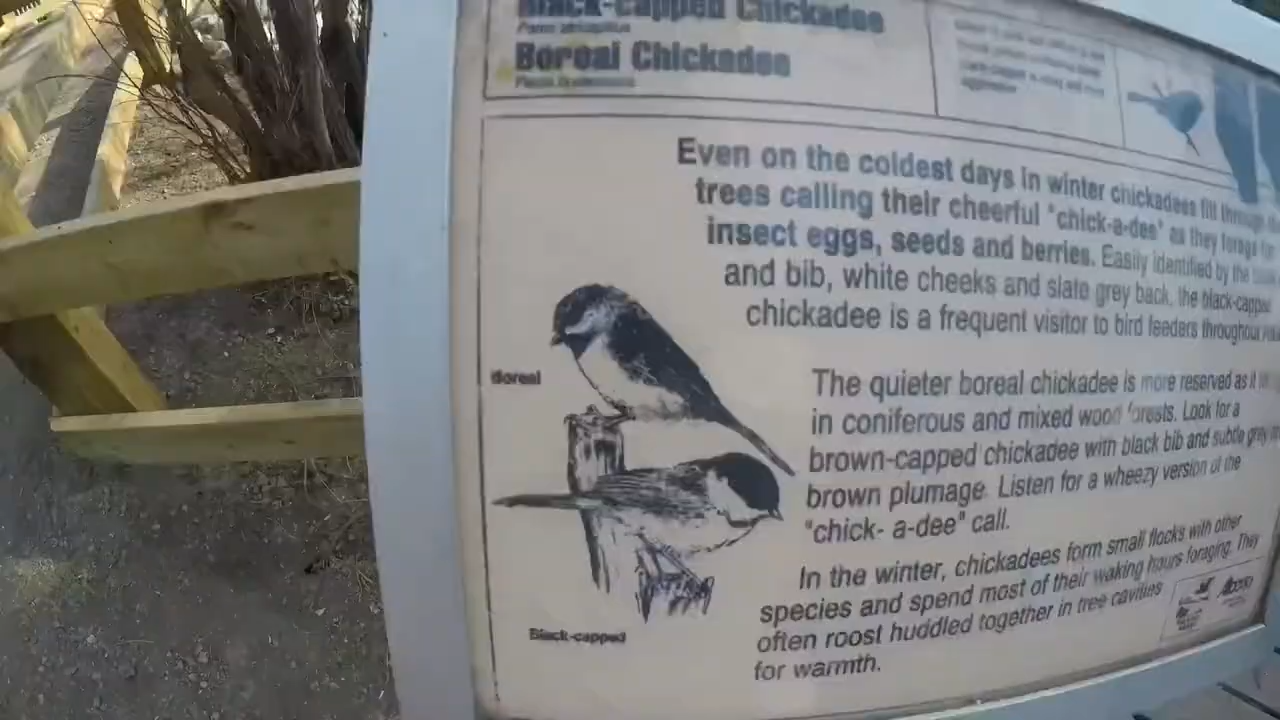 Black-capped Chickadee
Boreal Chickadee
Even on the coldest days in winter chickadees flit through
trees calling their cheerful "chick-a-dee" as they forage for
insect eggs, seeds and berries. Easily identified by the
and bib, white cheeks and slate grey back, the black-capped
chickadee is a frequent visitor to bird feeders throughout
Boreal
The quieter boreal chickadee is more reserved as it
in coniferous and mixed wood forests. Look for a
brown-capped chickadee with black bib and subtle grey
brown plumage. Listen for a wheezy version of the
"chick- a-dee" call.
In the winter, chickadees form small flocks with other
species and spend most of their waking hours foraging. They
often roost huddled together in tree cavities
for warmth.
Black-capped